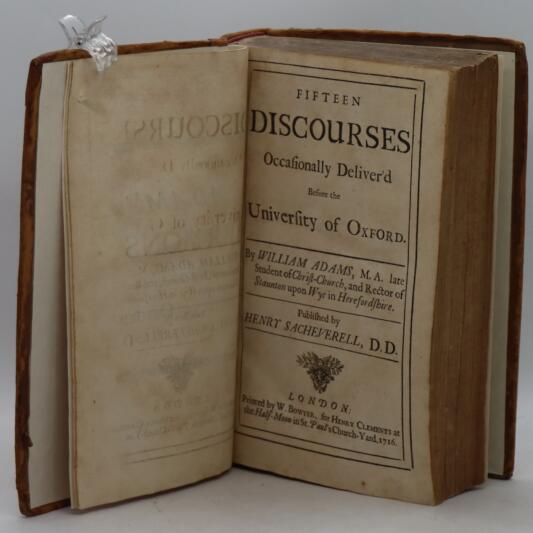 FIFTEEN
DISCOURSES
Occaſionally Deliver'd
Before the
Univerſity of OXFORD.
By WILLIAM ADAMS, M.A. late
Student of Chriſt-Church, and Rector of
Staunton upon Wye in Herefordſhire.
Publiſhed by
HENRY SACHEVERELL, D.D.
LONDON:
Printed by W. BOWYER, for HENRY CLEMENTS at
the Half-Moon in St. Paul's Church-Yard, 1716.